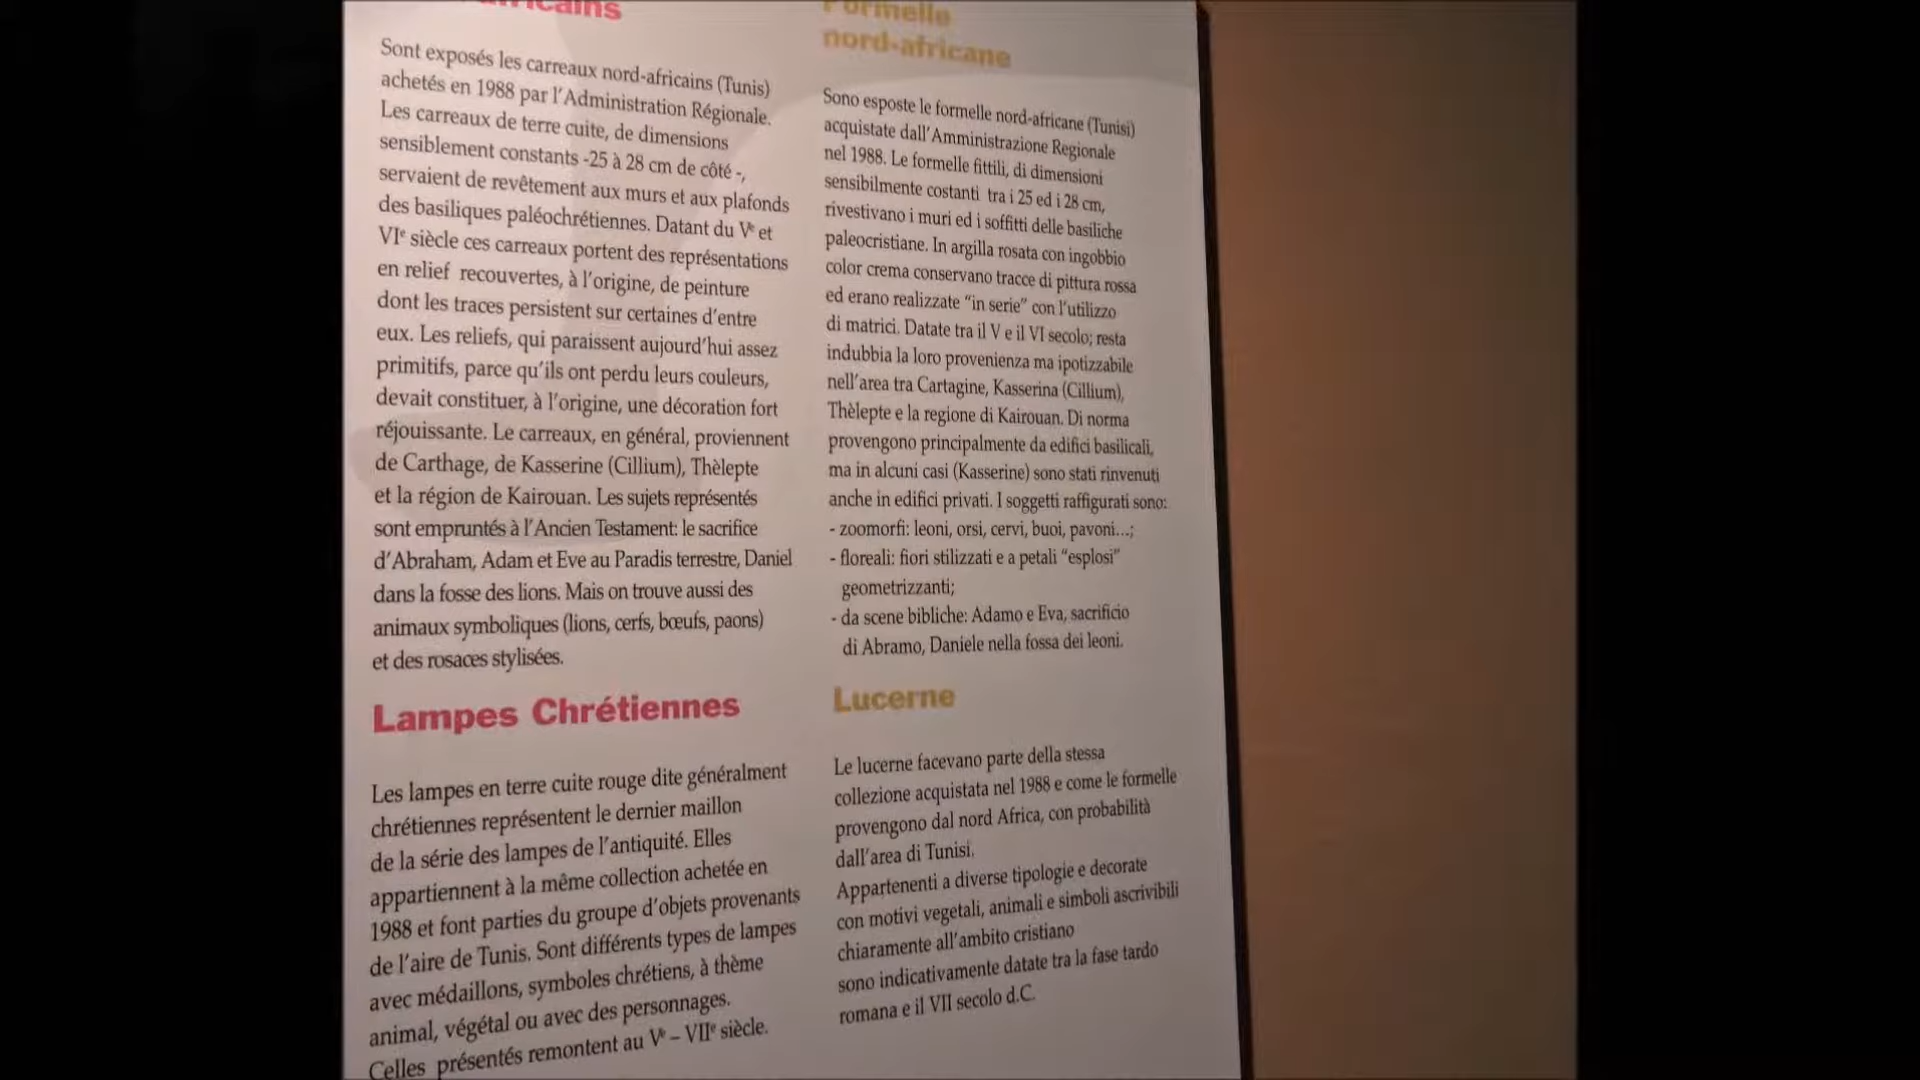 Sont exposés les carreaux nord-africains (Tunis)
achetés en 1988 par l'Administration Régionale.
Les carreaux de terre cuite, de dimensions
sensiblement constants -25 à 28 cm de côté -,
servaient de revêtement aux murs et aux plafonds
des basiliques paléochrétiennes. Datant du Vᵉ et
VIᵉ siècle ces carreaux portent des représentations
en relief recouvertes, à l'origine, de peinture
dont les traces persistent sur certaines d'entre
eux. Les reliefs, qui paraissent aujourd'hui assez
primitifs, parce qu'ils ont perdu leurs couleurs,
devait constituer, à l'origine, une décoration fort
réjouissante. Le carreaux, en général, proviennent
de Carthage, de Kasserine (Cillium), Thèlepte
et la région de Kairouan. Les sujets représentés
sont empruntés à l'Ancien Testament: le sacrifice
d'Abraham, Adam et Eve au Paradis terrestre, Daniel
dans la fosse des lions. Mais on trouve aussi des
animaux symboliques (lions, cerfs, bœufs, paons)
et des rosaces stylisées.
Lampes Chrétiennes
Les lampes en terre cuite rouge dite généralment
chrétiennes représentent le dernier maillon
de la série des lampes de l'antiquité. Elles
appartiennent à la même collection achetée en
1988 et font parties du groupe d'objets provenants
de l'aire de Tunis. Sont différents types de lampes
avec médaillons, symboles chrétiens, à thème
animal, végétal ou avec des personnages.
Celles présentés remontent au Vᵉ – VIIᵉ siècle.
Formelle
nord-africane
Sono esposte le formelle nord-africane (Tunisi)
acquistate dall'Amministrazione Regionale
nel 1988. Le formelle fittili, di dimensioni
sensibilmente costanti tra i 25 ed i 28 cm,
rivestivano i muri ed i soffitti delle basiliche
paleocristiane. In argilla rosata con ingobbio
color crema conservano tracce di pittura rossa
ed erano realizzate "in serie" con l'utilizzo
di matrici. Datate tra il V e il VI secolo; resta
indubbia la loro provenienza ma ipotizzabile
nell'area tra Cartagine, Kasserina (Cillium),
Thèlepte e la regione di Kairouan. Di norma
provengono principalmente da edifici basilicali,
ma in alcuni casi (Kasserine) sono stati rinvenuti
anche in edifici privati. I soggetti raffigurati sono:
- zoomorfi: leoni, orsi, cervi, buoi, pavoni...;
- floreali: fiori stilizzati e a petali "esplosi"
geometrizzanti;
- da scene bibliche: Adamo e Eva, sacrificio
di Abramo, Daniele nella fossa dei leoni.
Lucerne
Le lucerne facevano parte della stessa
collezione acquistata nel 1988 e come le formelle
provengono dal nord Africa, con probabilità
dall'area di Tunisi.
Appartenenti a diverse tipologie e decorate
con motivi vegetali, animali e simboli ascrivibili
chiaramente all'ambito cristiano
sono indicativamente datate tra la fase tardo
romana e il VII secolo d.C.